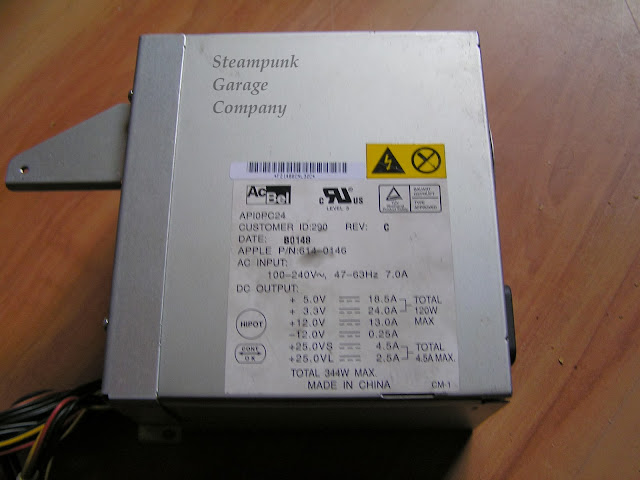 Steampunk
Garage
Company
AcBel
c RU us
LEVEL 5
API0PC24
CUSTOMER ID:290 REV: C
DATE: B0148
APPLE P/N:614-0146
AC INPUT:
100-240V~, 47-63Hz 7.0A
DC OUTPUT:
+ 5.0V 18.5A TOTAL
+ 3.3V 24.0A 120W
+12.0V 13.0A MAX
-12.0V 0.25A
+25.0VS 4.5A TOTAL
+25.0VL 2.5A 4.5A MAX.
HIPOT
TOTAL 344W MAX.
MADE IN CHINA CM-1